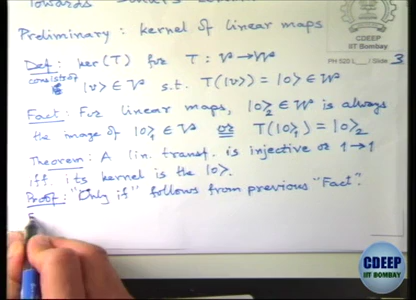 Preliminary: kernel of linear maps
Def: ker(T) for T: 𝒱→𝒲
consists of |v> ∈ 𝒱 s.t. T(|v>) = |0> ∈ 𝒲
Fact: For linear maps, |0>₂ ∈ 𝒲 is always
the image of |0>₁ ∈ 𝒱 or T(|0>₁) = |0>₂
Theorem: A lin. transf. is injective or 1→1
iff. its kernel is the |0>.
Proof: "Only if" follows from previous "Fact".
CDEEP
IIT Bombay
PH 520 L / Slide 3
CDEEP
IIT BOMBAY